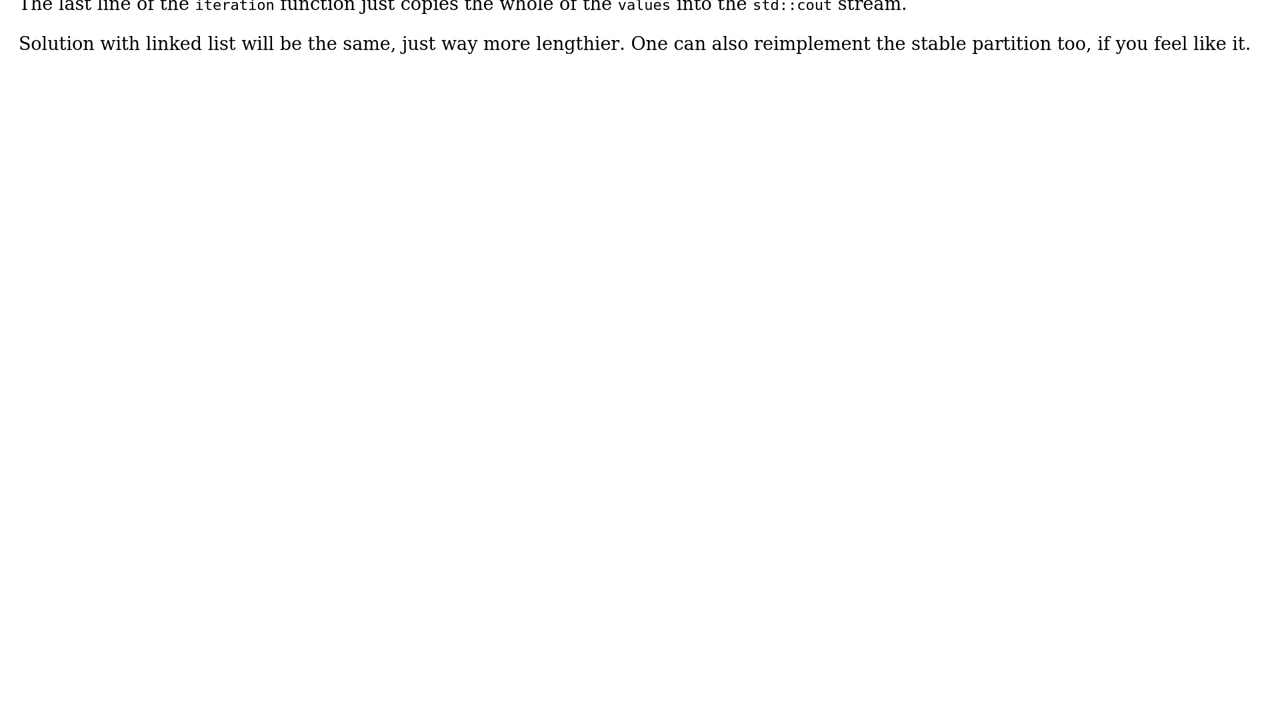 The last line of the iteration function just copies the whole of the values into the std::cout stream.
Solution with linked list will be the same, just way more lengthier. One can also reimplement the stable partition too, if you feel like it.